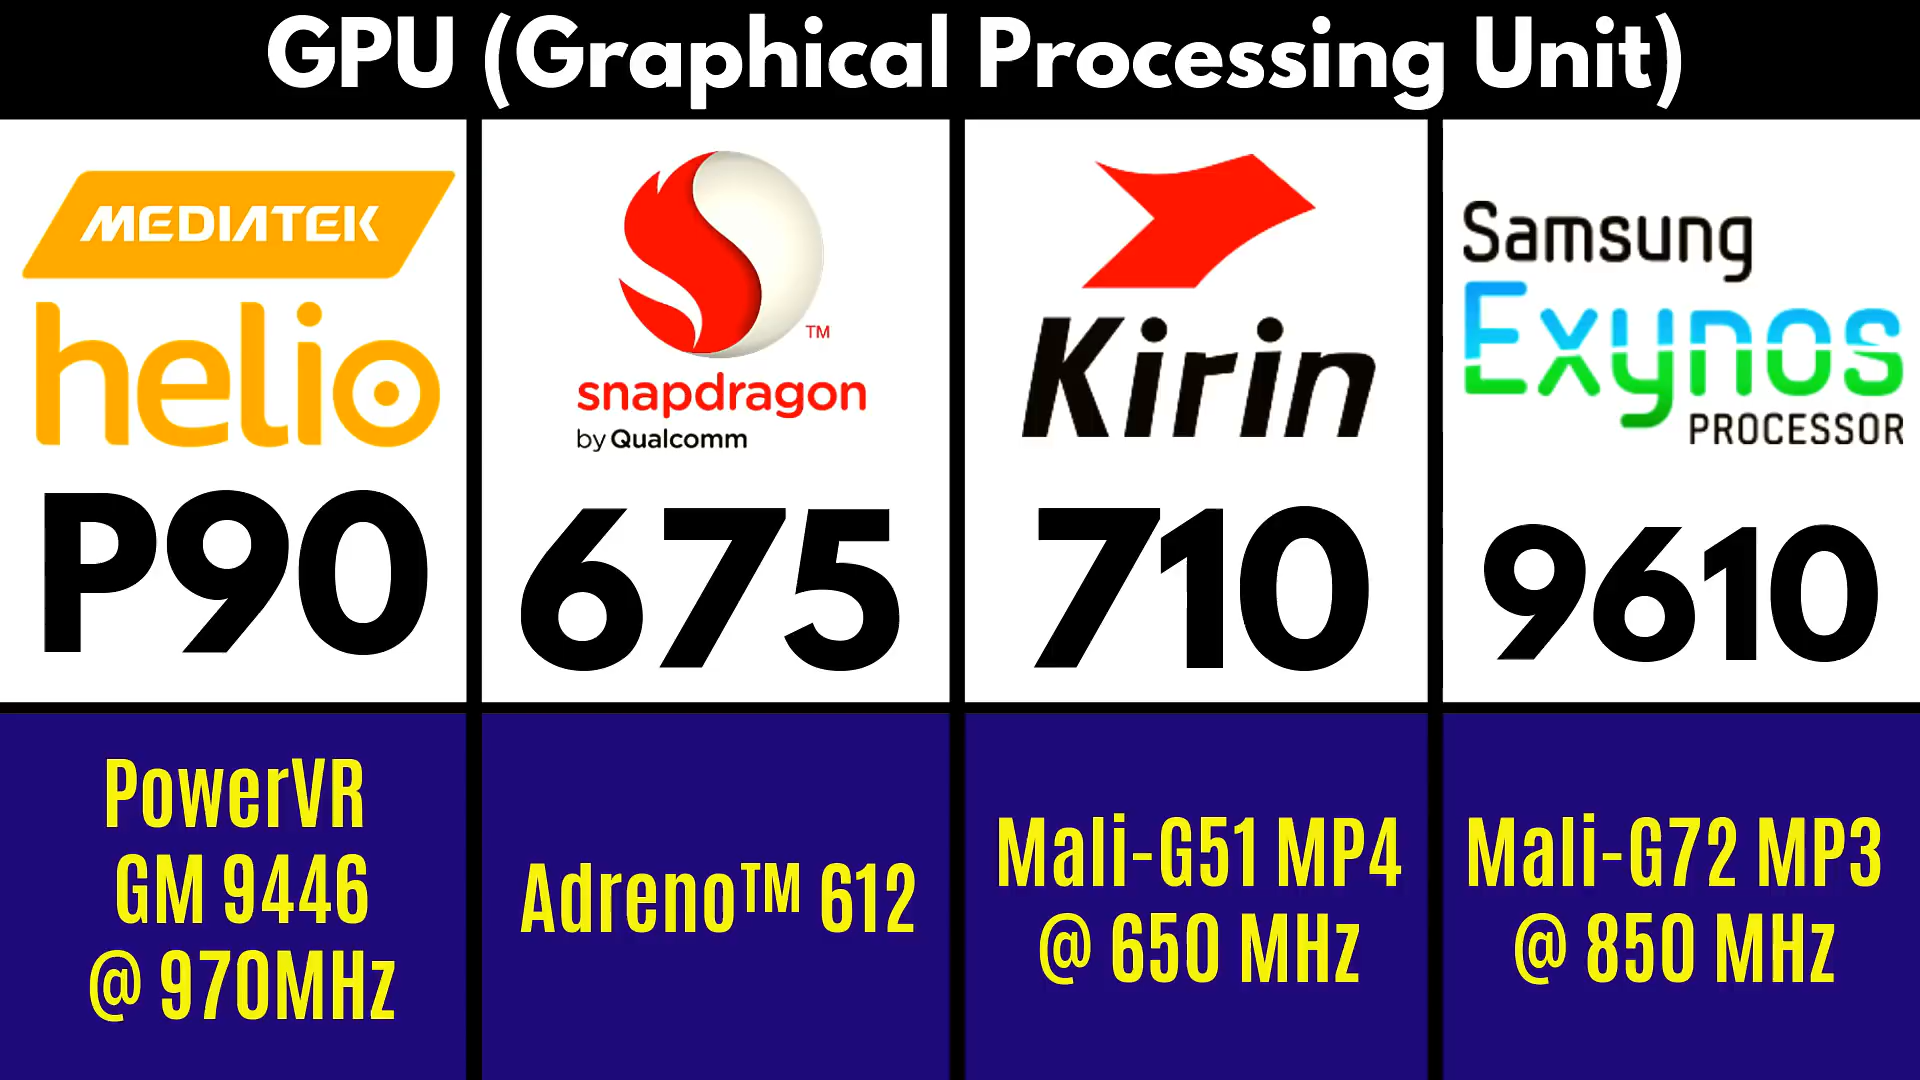 GPU (Graphical Processing Unit)
MEDIATEK
helio
P90
snapdragon
by Qualcomm
TM
675
Kirin
710
Samsung
Exynos
PROCESSOR
9610
PowerVR
GM 9446
@ 970MHz
Adreno™ 612
Mali-G51 MP4
@ 650 MHz
Mali-G72 MP3
@ 850 MHz